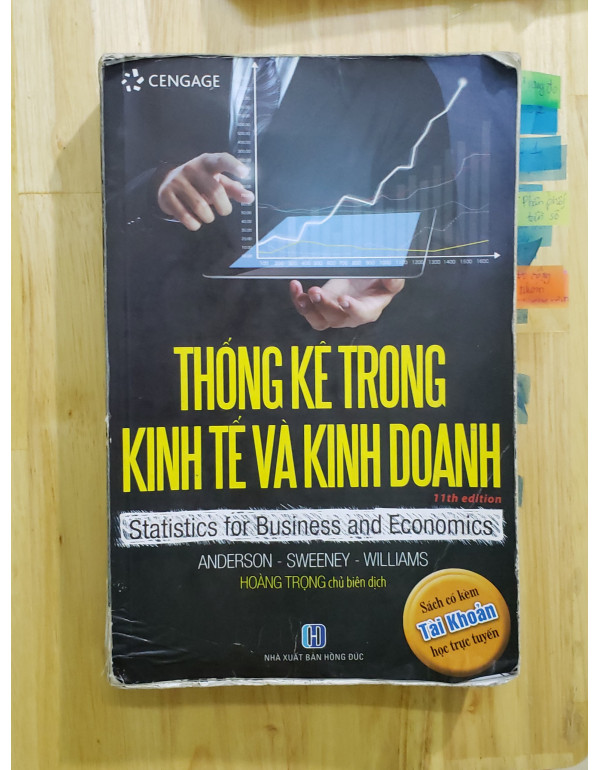 CENGAGE
THỐNG KÊ TRONG
KINH TẾ VÀ KINH DOANH
11th edition
Statistics for Business and Economics
ANDERSON - SWEENEY - WILLIAMS
HOÀNG TRỌNG chủ biên dịch
Sách có kèm
Tài Khoản
học trực tuyến
NHÀ XUẤT BẢN HỒNG ĐỨC